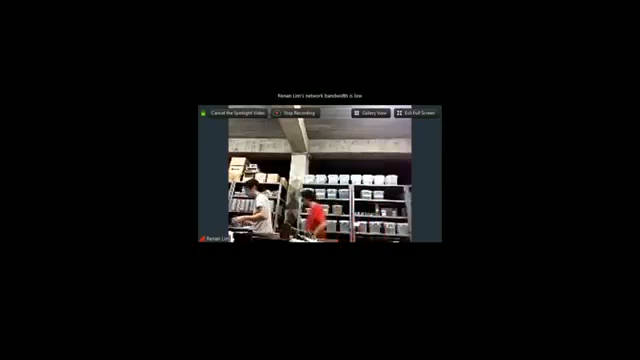 Renan Lim's network bandwidth is low
Cancel the Spotlight Video
Stop Recording
Gallery View
Exit Full Screen
Renan Lim